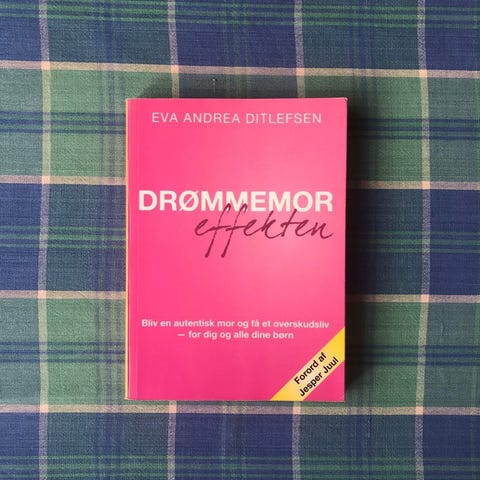 EVA ANDREA DITLEFSEN
DRØMMEMOR
effekten
Bliv en autentisk mor og få et overskudsliv
– for dig og alle dine børn
Forord af
Jesper Juul